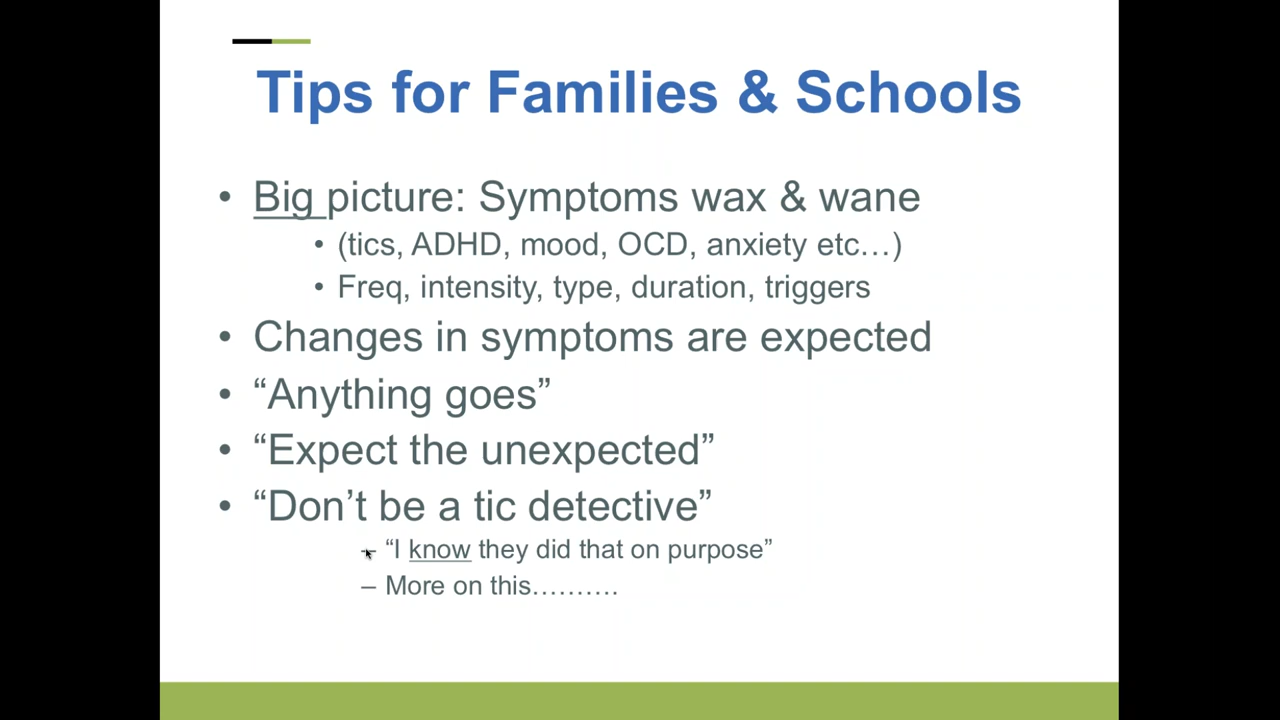 Tips for Families & Schools
• Big picture: Symptoms wax & wane
• (tics, ADHD, mood, OCD, anxiety etc…)
• Freq, intensity, type, duration, triggers
• Changes in symptoms are expected
• “Anything goes”
• “Expect the unexpected”
• “Don’t be a tic detective”
– “I know they did that on purpose”
– More on this……….